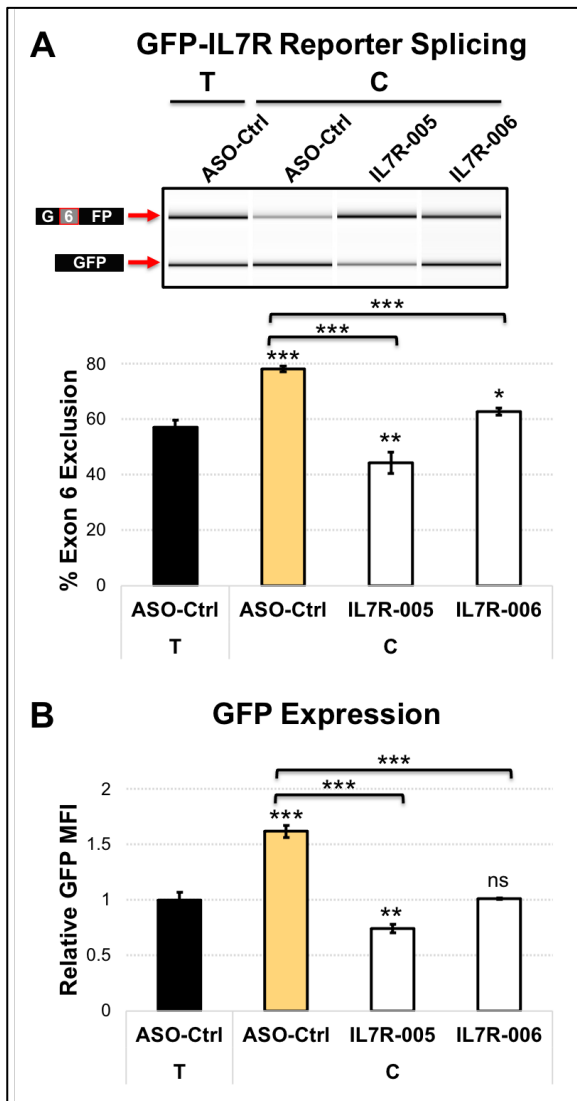 A GFP-IL7R Reporter Splicing
T C
ASO-Ctrl ASO-Ctrl IL7R-005 IL7R-006
G 6 FP
GFP
***
***
% Exon 6 Exclusion
80
60
40
20
0
***
**
*
ASO-Ctrl ASO-Ctrl IL7R-005 IL7R-006
T C
B GFP Expression
***
***
Relative GFP MFI
2
1.5
1
0.5
0
***
**
ns
ASO-Ctrl ASO-Ctrl IL7R-005 IL7R-006
T C